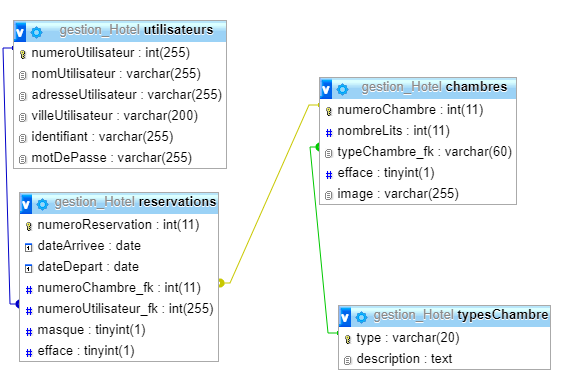 gestion_Hotel utilisateurs
numeroUtilisateur : int(255)
nomUtilisateur : varchar(255)
adresseUtilisateur : varchar(255)
villeUtilisateur : varchar(200)
identifiant : varchar(255)
motDePasse : varchar(255)
gestion_Hotel chambres
numeroChambre : int(11)
nombreLits : int(11)
typeChambre_fk : varchar(60)
efface : tinyint(1)
image : varchar(255)
gestion_Hotel reservations
numeroReservation : int(11)
dateArrivee : date
dateDepart : date
numeroChambre_fk : int(11)
numeroUtilisateur_fk : int(255)
masque : tinyint(1)
efface : tinyint(1)
gestion_Hotel typesChambre
type : varchar(20)
description : text